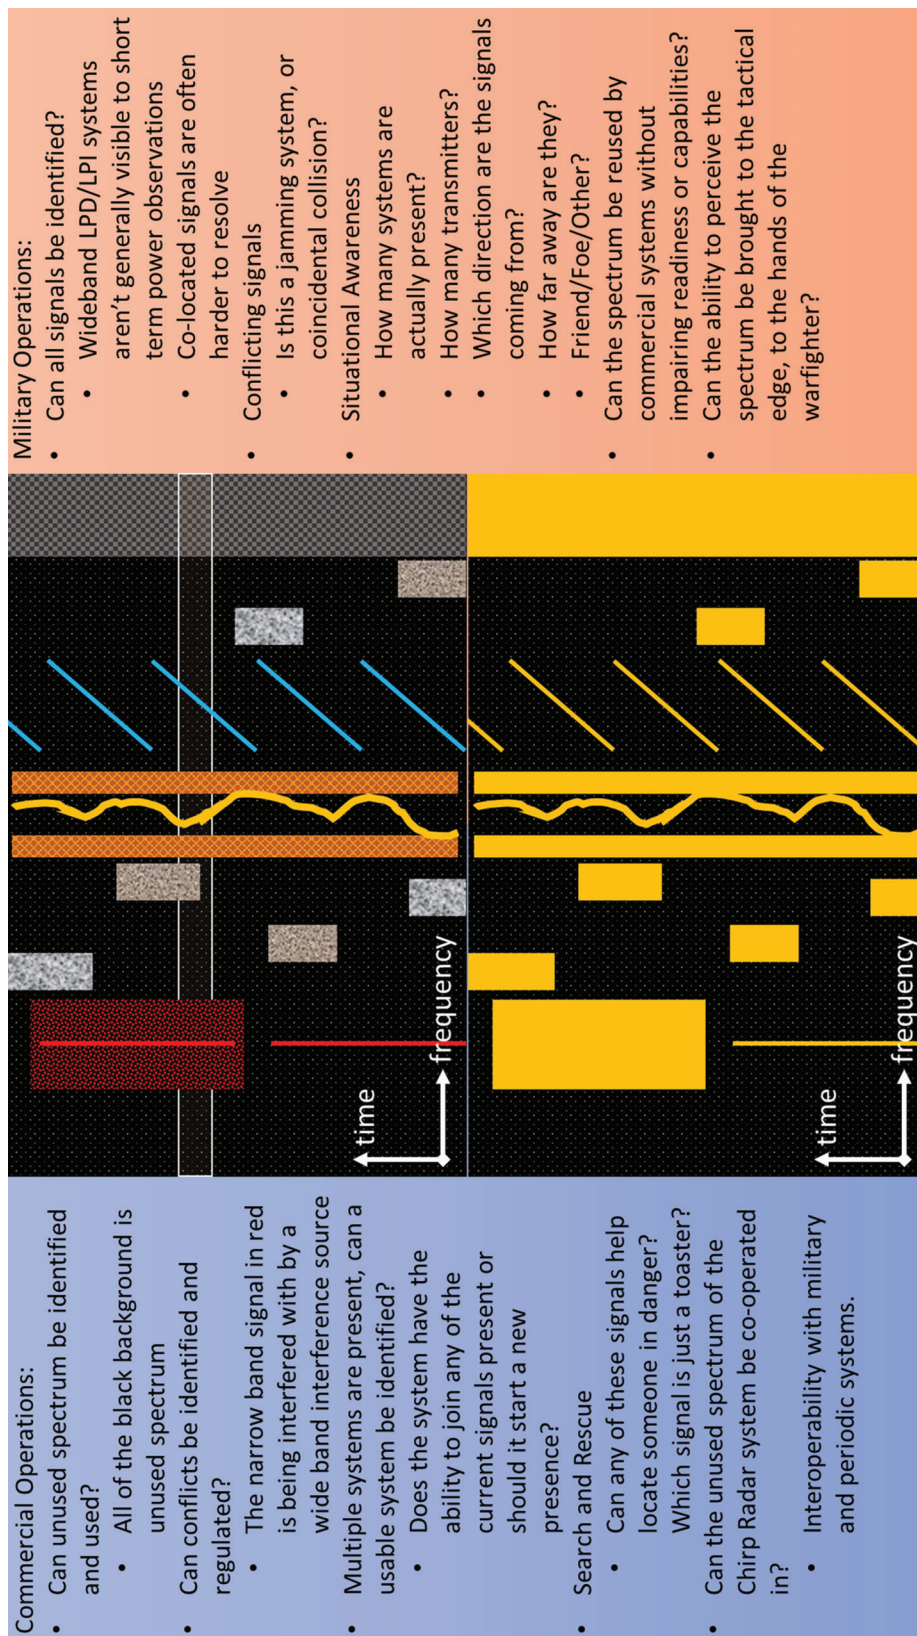 Commercial Operations:
• Can unused spectrum be identified
and used?
• All of the black background is
unused spectrum
• Can conflicts be identified and
regulated?
• The narrow band signal in red
is being interfered with by a
wide band interference source
• Multiple systems are present, can a
usable system be identified?
• Does the system have the
ability to join any of the
current signals present or
should it start a new
presence?
• Search and Rescue
• Can any of these signals help
locate someone in danger?
Which signal is just a toaster?
• Can the unused spectrum of the
Chirp Radar system be co-operated
in?
• Interoperability with military
and periodic systems.
time
frequency
time
frequency
Military Operations:
• Can all signals be identified?
• Wideband LPD/LPI systems
aren’t generally visible to short
term power observations
• Co-located signals are often
harder to resolve
• Conflicting signals
• Is this a jamming system, or
coincidental collision?
• Situational Awareness
• How many systems are
actually present?
• How many transmitters?
• Which direction are the signals
coming from?
• How far away are they?
• Friend/Foe/Other?
• Can the spectrum be reused by
commercial systems without
impairing readiness or capabilities?
• Can the ability to perceive the
spectrum be brought to the tactical
edge, to the hands of the
warfighter?